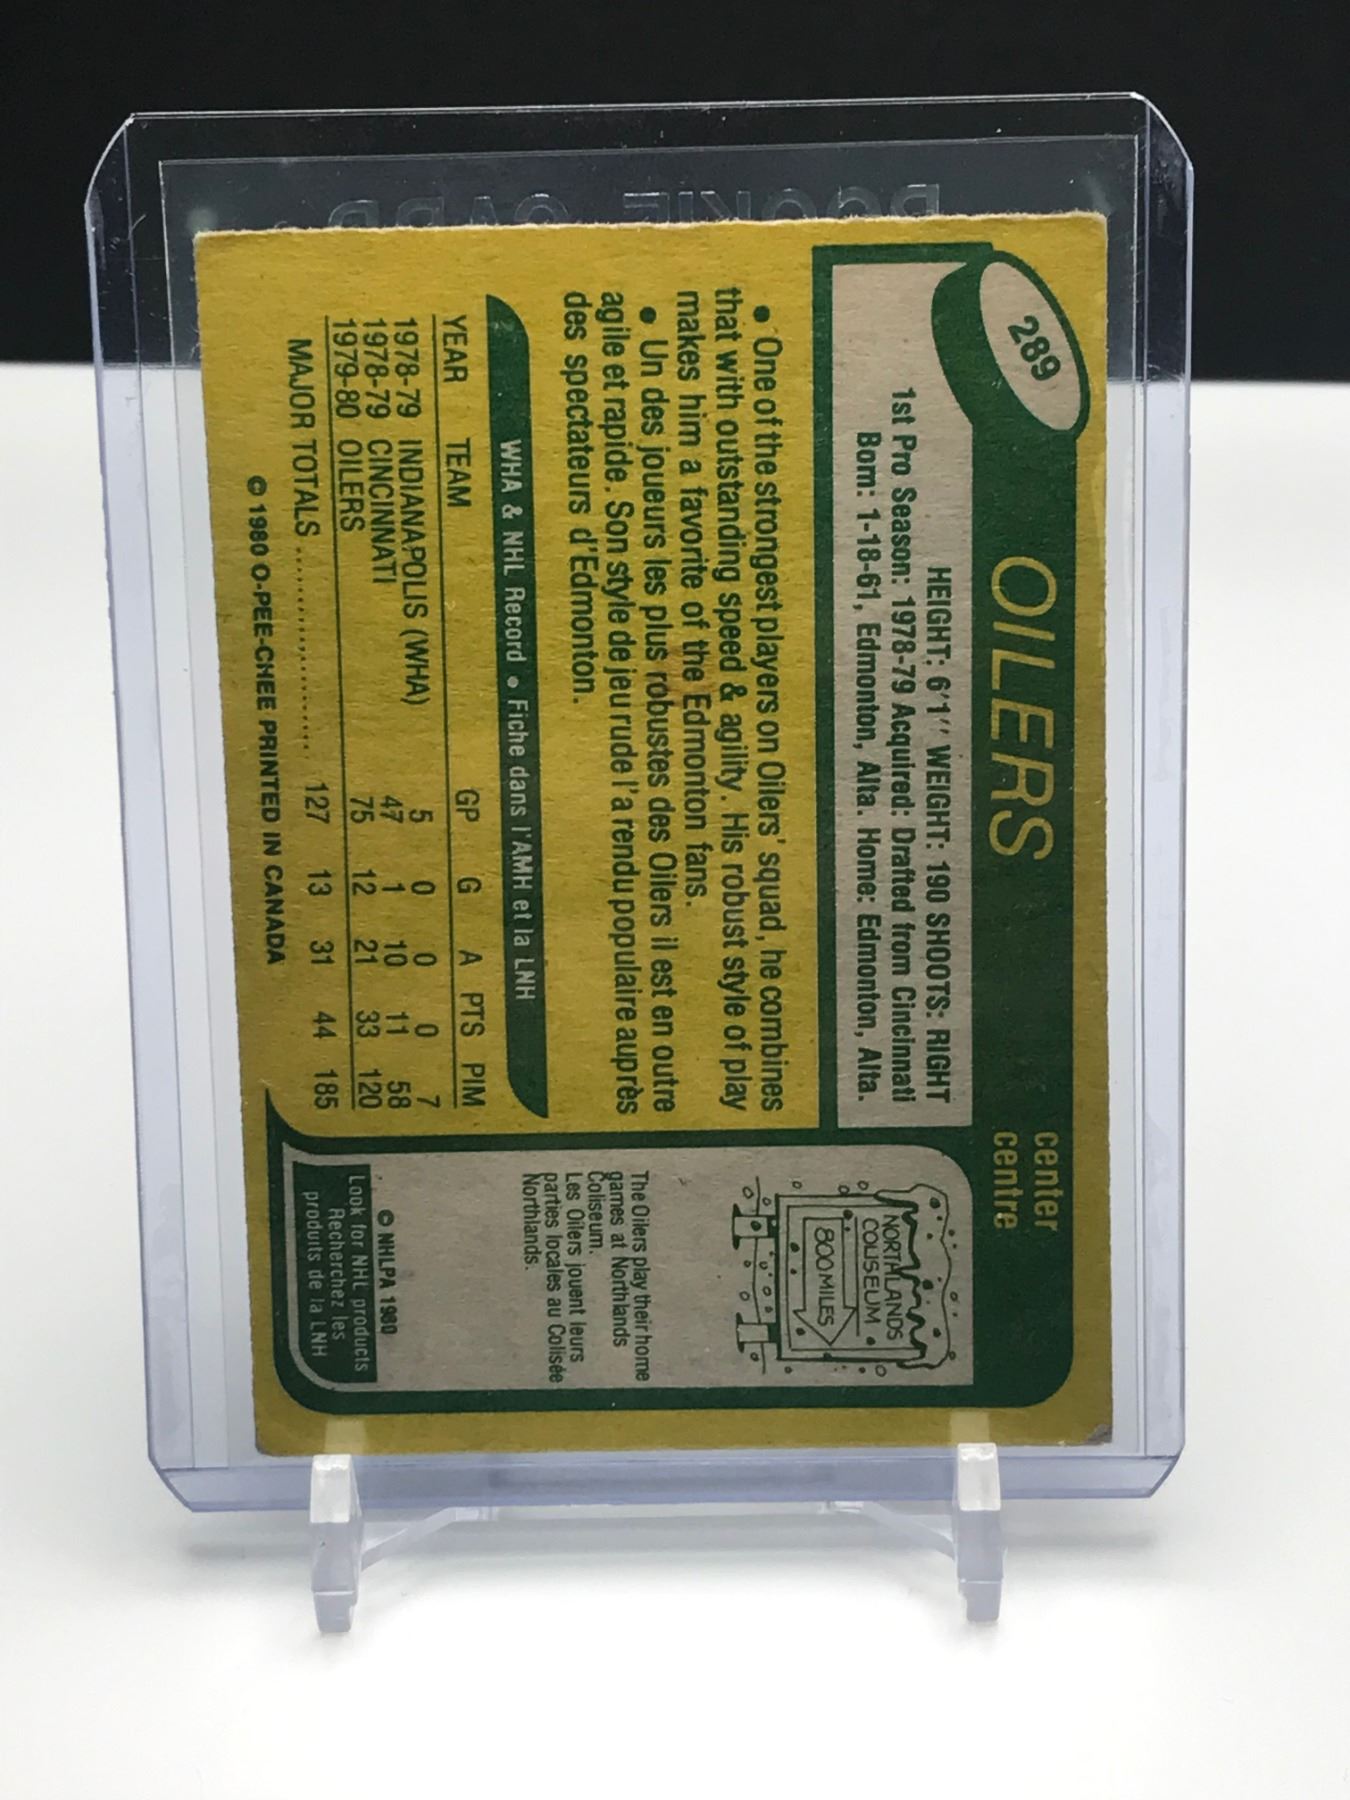 ROOKIE CARD
289
OILERS
center
centre
HEIGHT: 6'1" WEIGHT: 190 SHOOTS: RIGHT
1st Pro Season: 1978-79 Acquired: Drafted from Cincinnati
Born: 1-18-61, Edmonton, Alta. Home: Edmonton, Alta.
• One of the strongest players on Oilers' squad, he combines
that with outstanding speed & agility. His robust style of play
makes him a favorite of the Edmonton fans.
• Un des joueurs les plus robustes des Oilers il est en outre
agile et rapide. Son style de jeu rude l'a rendu populaire auprès
des spectateurs d'Edmonton.
WHA & NHL Record • Fiche dans l'AMH et la LNH
YEAR TEAM GP G A PTS PIM
1978-79 INDIANAPOLIS (WHA) 5 0 0 0 7
1978-79 CINCINNATI 47 1 10 11 58
1979-80 OILERS 75 12 21 33 120
MAJOR TOTALS .................... 127 13 31 44 185
© 1980 O-PEE-CHEE PRINTED IN CANADA
NORTHLANDS
COLISEUM
800 MILES
The Oilers play their home
games at Northlands
Coliseum.
Les Oilers jouent leurs
parties locales au Colisée
Northlands.
© NHLPA 1980
Look for NHL products
Recherchez les
produits de la LNH